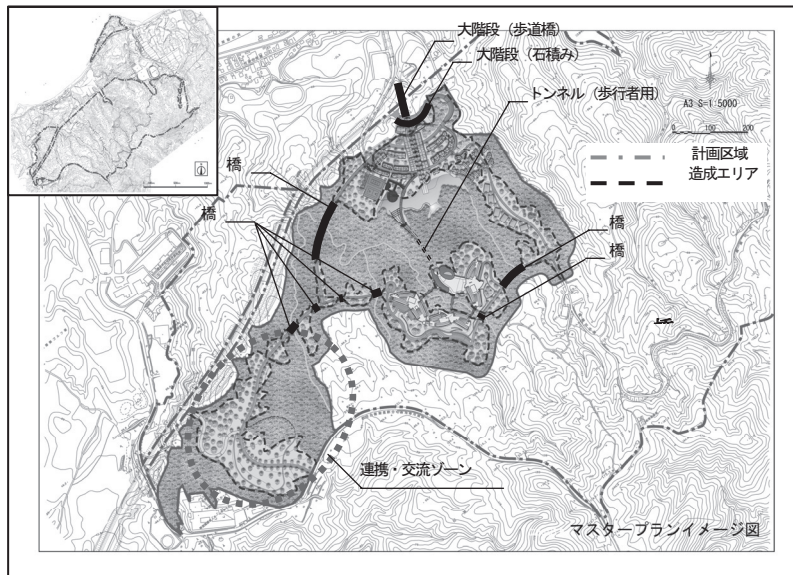 大階段（歩道橋）
大階段（石積み）
トンネル（歩行者用）
A3 S=1:5000
0 100 200
計画区域
造成エリア
橋
橋
橋
橋
連携・交流ゾーン
マスタープランイメージ図